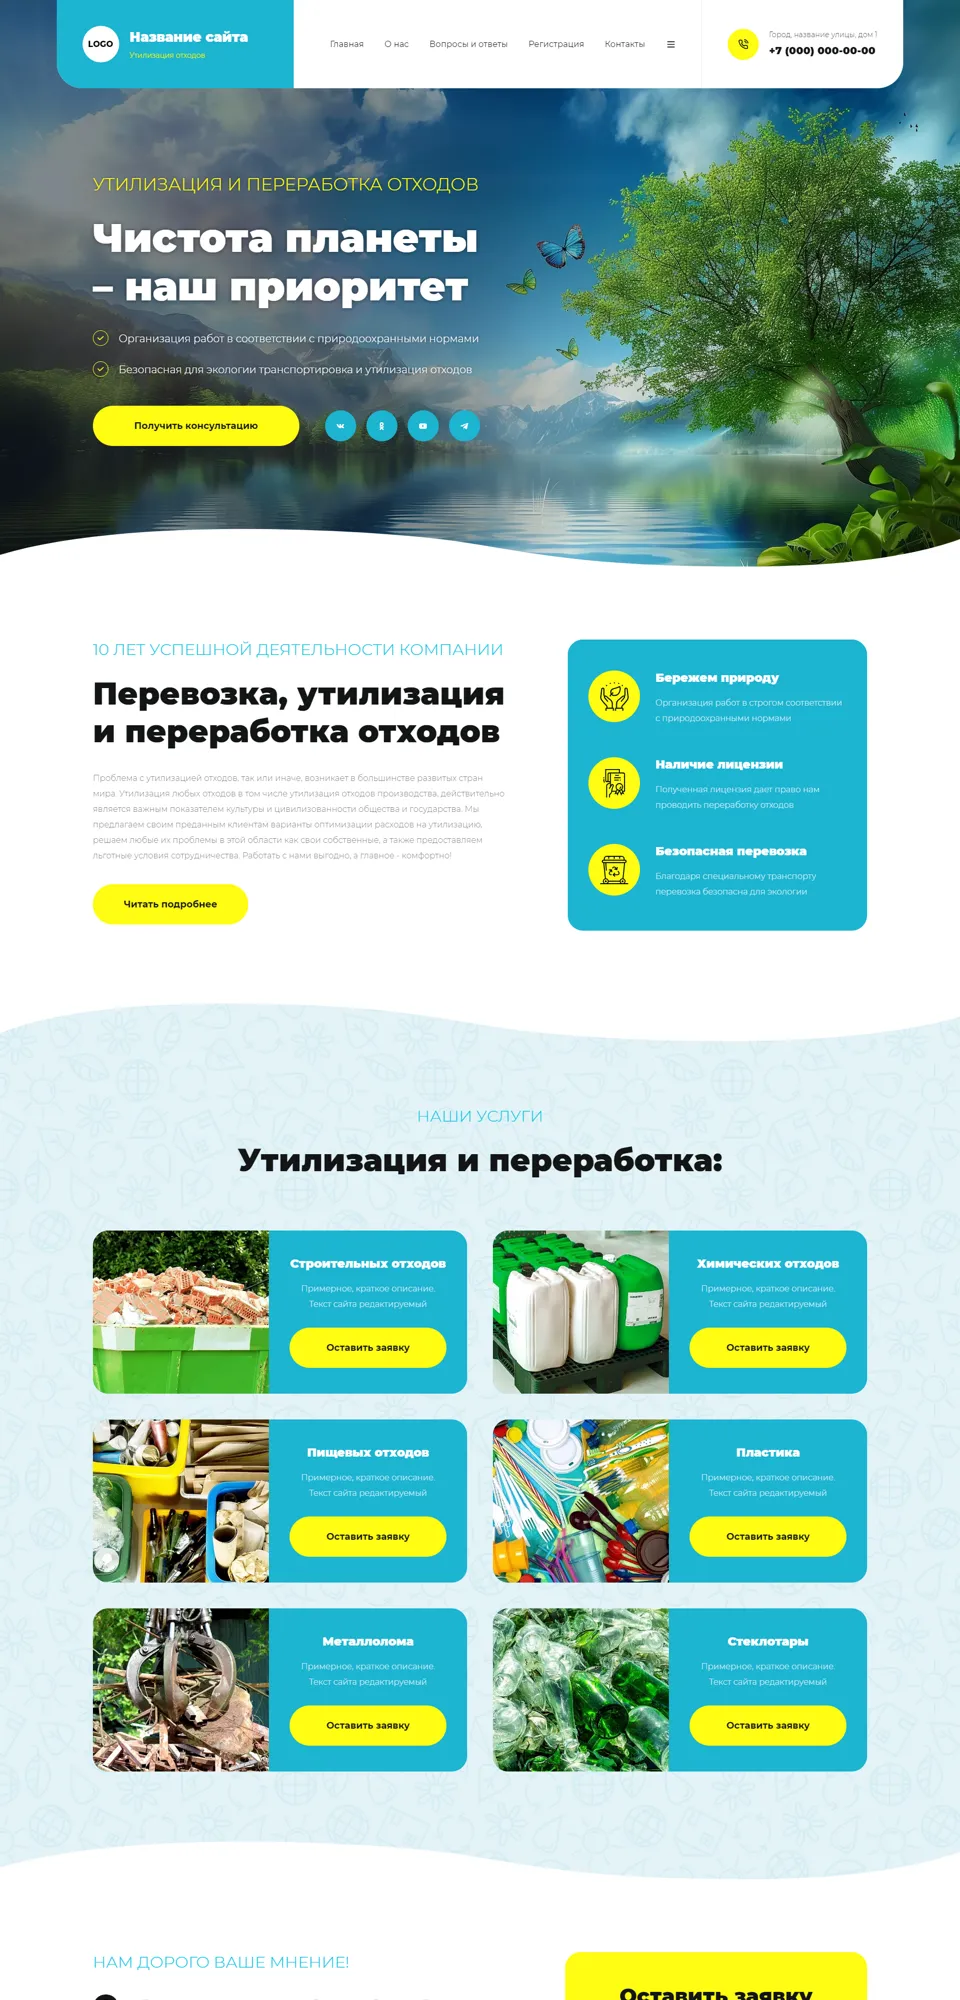 LOGO
Название сайта
Утилизация отходов
Главная
О нас
Вопросы и ответы
Регистрация
Контакты
Город, название улицы, дом 1
+7 (000) 000-00-00
УТИЛИЗАЦИЯ И ПЕРЕРАБОТКА ОТХОДОВ
Чистота планеты
– наш приоритет
Организация работ в соответствии с природоохранными нормами
Безопасная для экологии транспортировка и утилизация отходов
Получить консультацию
10 ЛЕТ УСПЕШНОЙ ДЕЯТЕЛЬНОСТИ КОМПАНИИ
Перевозка, утилизация
и переработка отходов
Проблема с утилизацией отходов, так или иначе, возникает в большинстве развитых стран
мира. Утилизация любых отходов в том числе утилизация отходов производства, действительно
является важным показателем культуры и цивилизованности общества и государства. Мы
предлагаем своим преданным клиентам варианты оптимизации расходов на утилизацию,
решаем любые их проблемы в этой области как свои собственные, а также предоставляем
льготные условия сотрудничества. Работать с нами выгодно, а главное - комфортно!
Читать подробнее
Бережем природу
Организация работ в строгом соответствии
с природоохранными нормами
Наличие лицензии
Полученная лицензия дает право нам
проводить переработку отходов
Безопасная перевозка
Благодаря специальному транспорту
перевозка безопасна для экологии
НАШИ УСЛУГИ
Утилизация и переработка:
Строительных отходов
Примерное, краткое описание.
Текст сайта редактируемый
Оставить заявку
Химических отходов
Примерное, краткое описание.
Текст сайта редактируемый
Оставить заявку
Пищевых отходов
Примерное, краткое описание.
Текст сайта редактируемый
Оставить заявку
Пластика
Примерное, краткое описание.
Текст сайта редактируемый
Оставить заявку
Металлолома
Примерное, краткое описание.
Текст сайта редактируемый
Оставить заявку
Стеклотары
Примерное, краткое описание.
Текст сайта редактируемый
Оставить заявку
НАМ ДОРОГО ВАШЕ МНЕНИЕ!
Оставить заявку